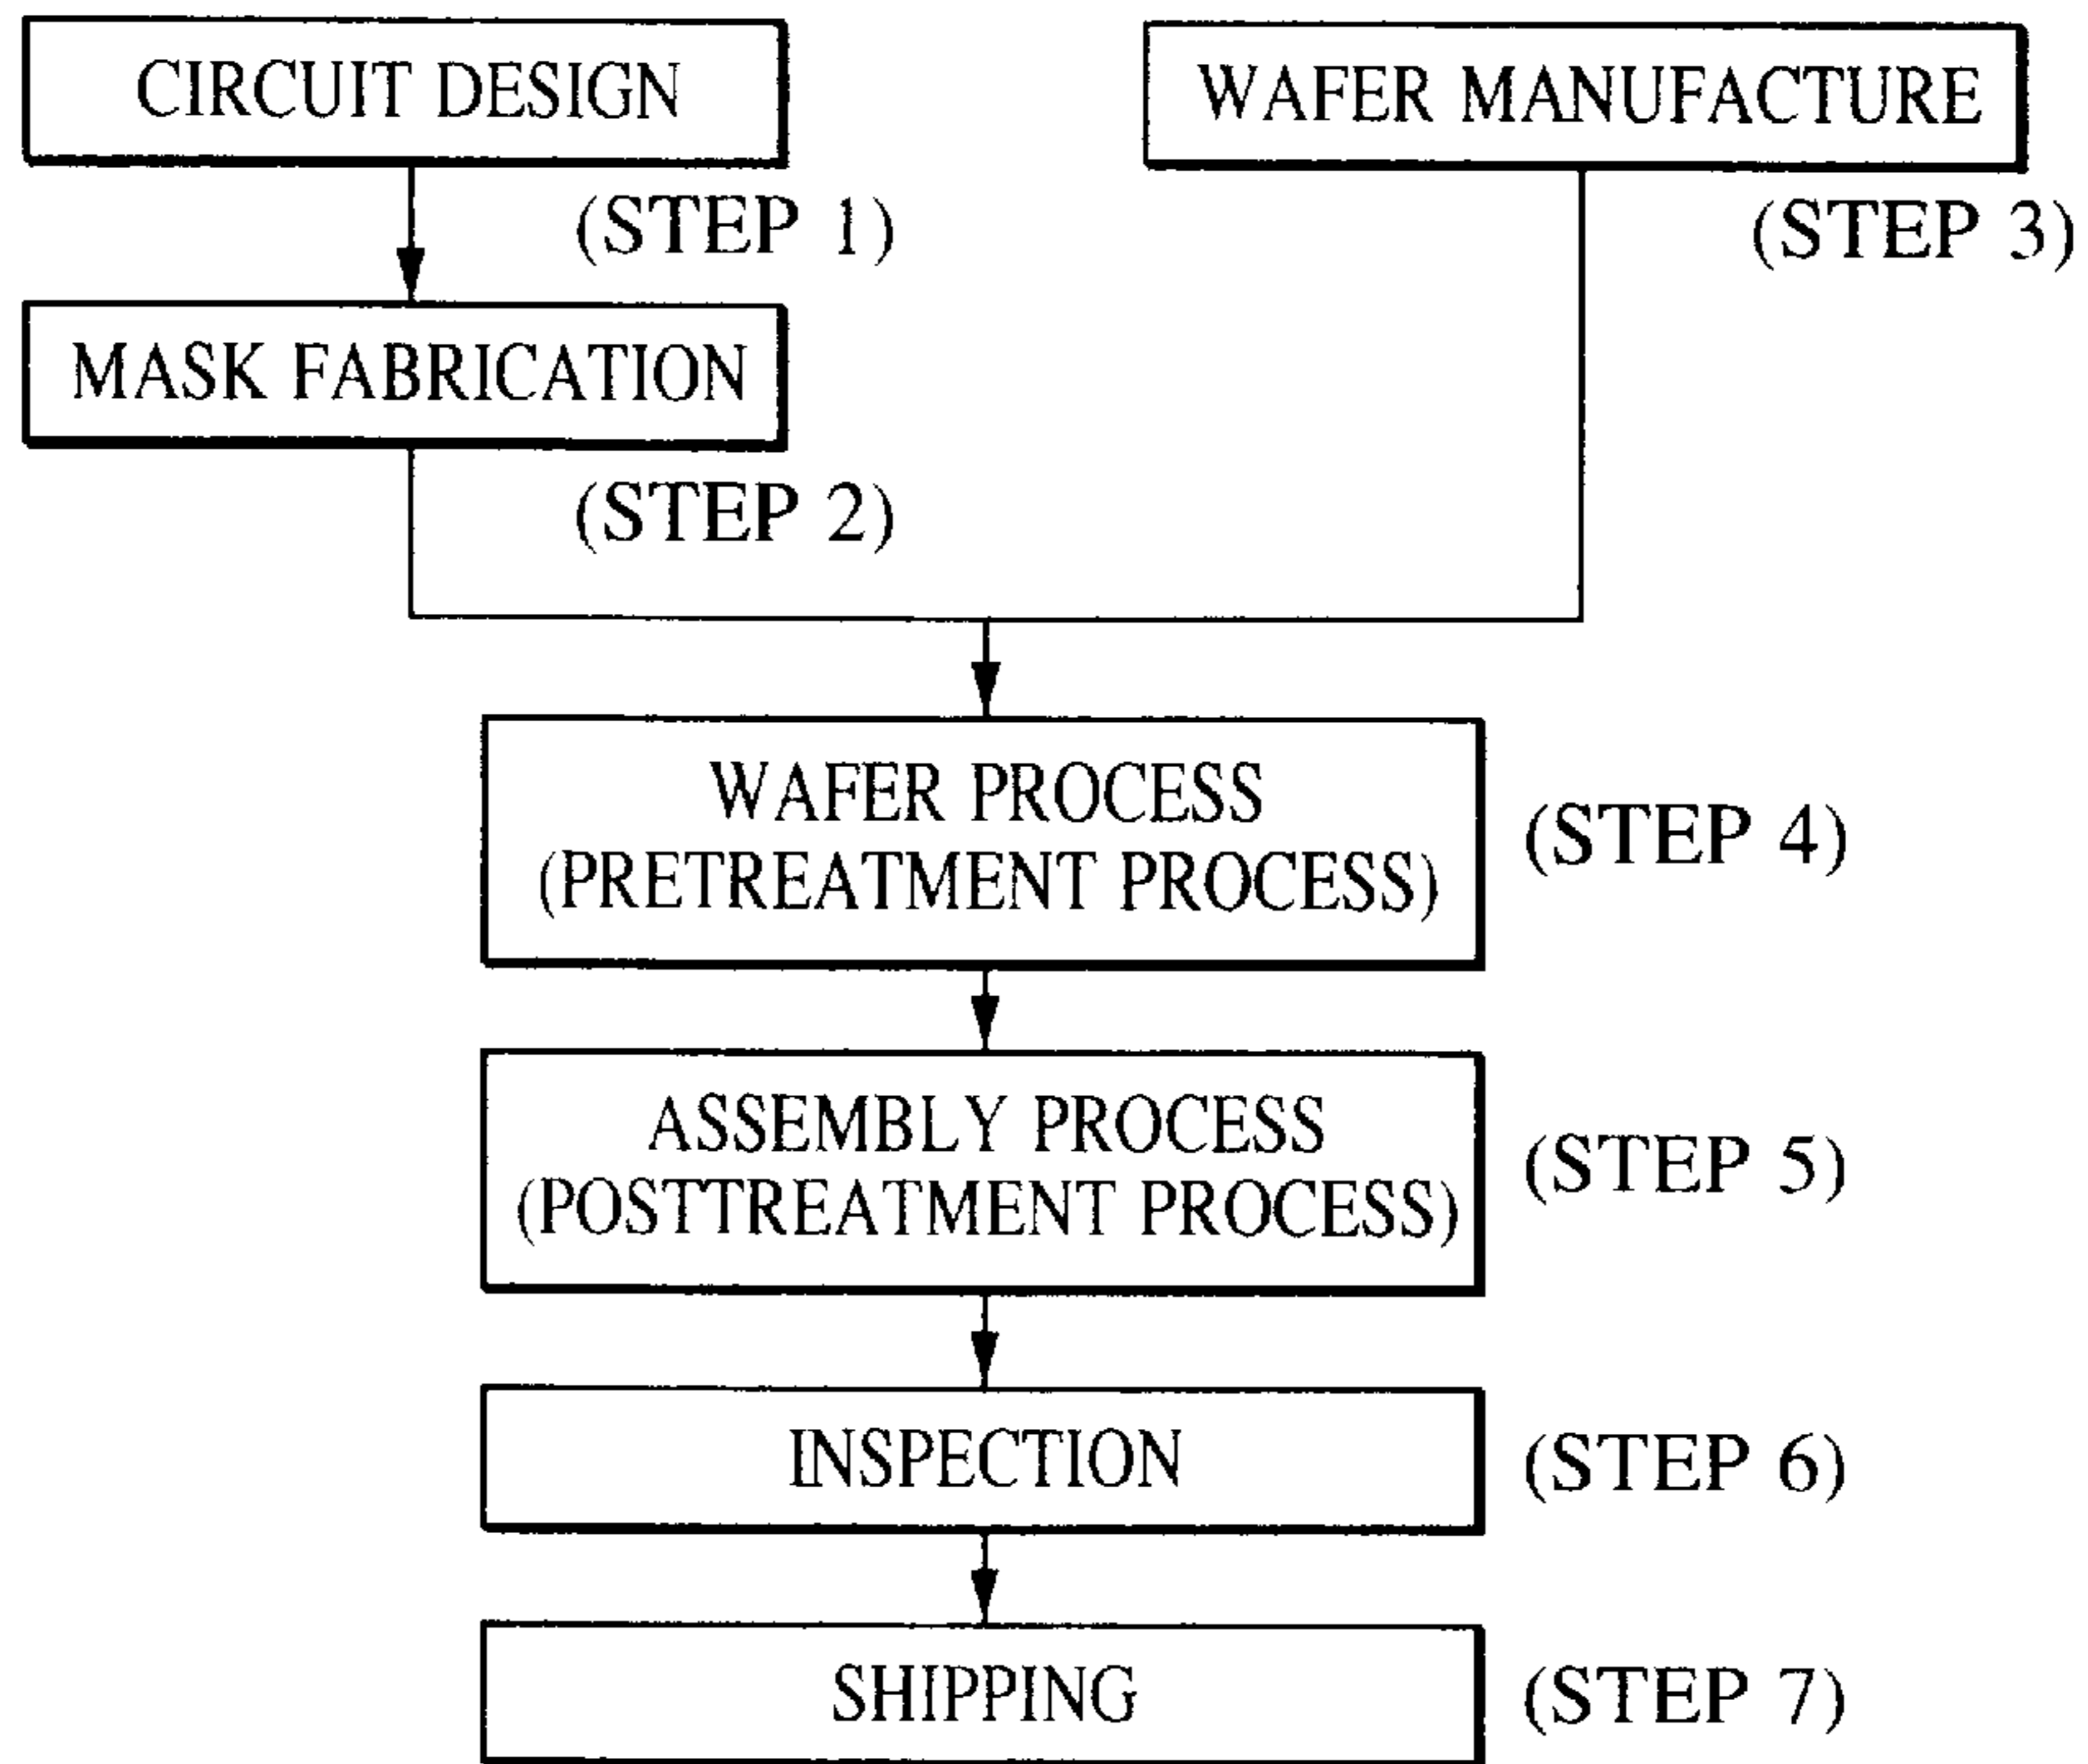 CIRCUIT DESIGN
(STEP 1)
WAFER MANUFACTURE
(STEP 3)
MASK FABRICATION
(STEP 2)
WAFER PROCESS
(PRETREATMENT PROCESS)
(STEP 4)
ASSEMBLY PROCESS
(POSTTREATMENT PROCESS)
(STEP 5)
INSPECTION
(STEP 6)
SHIPPING
(STEP 7)